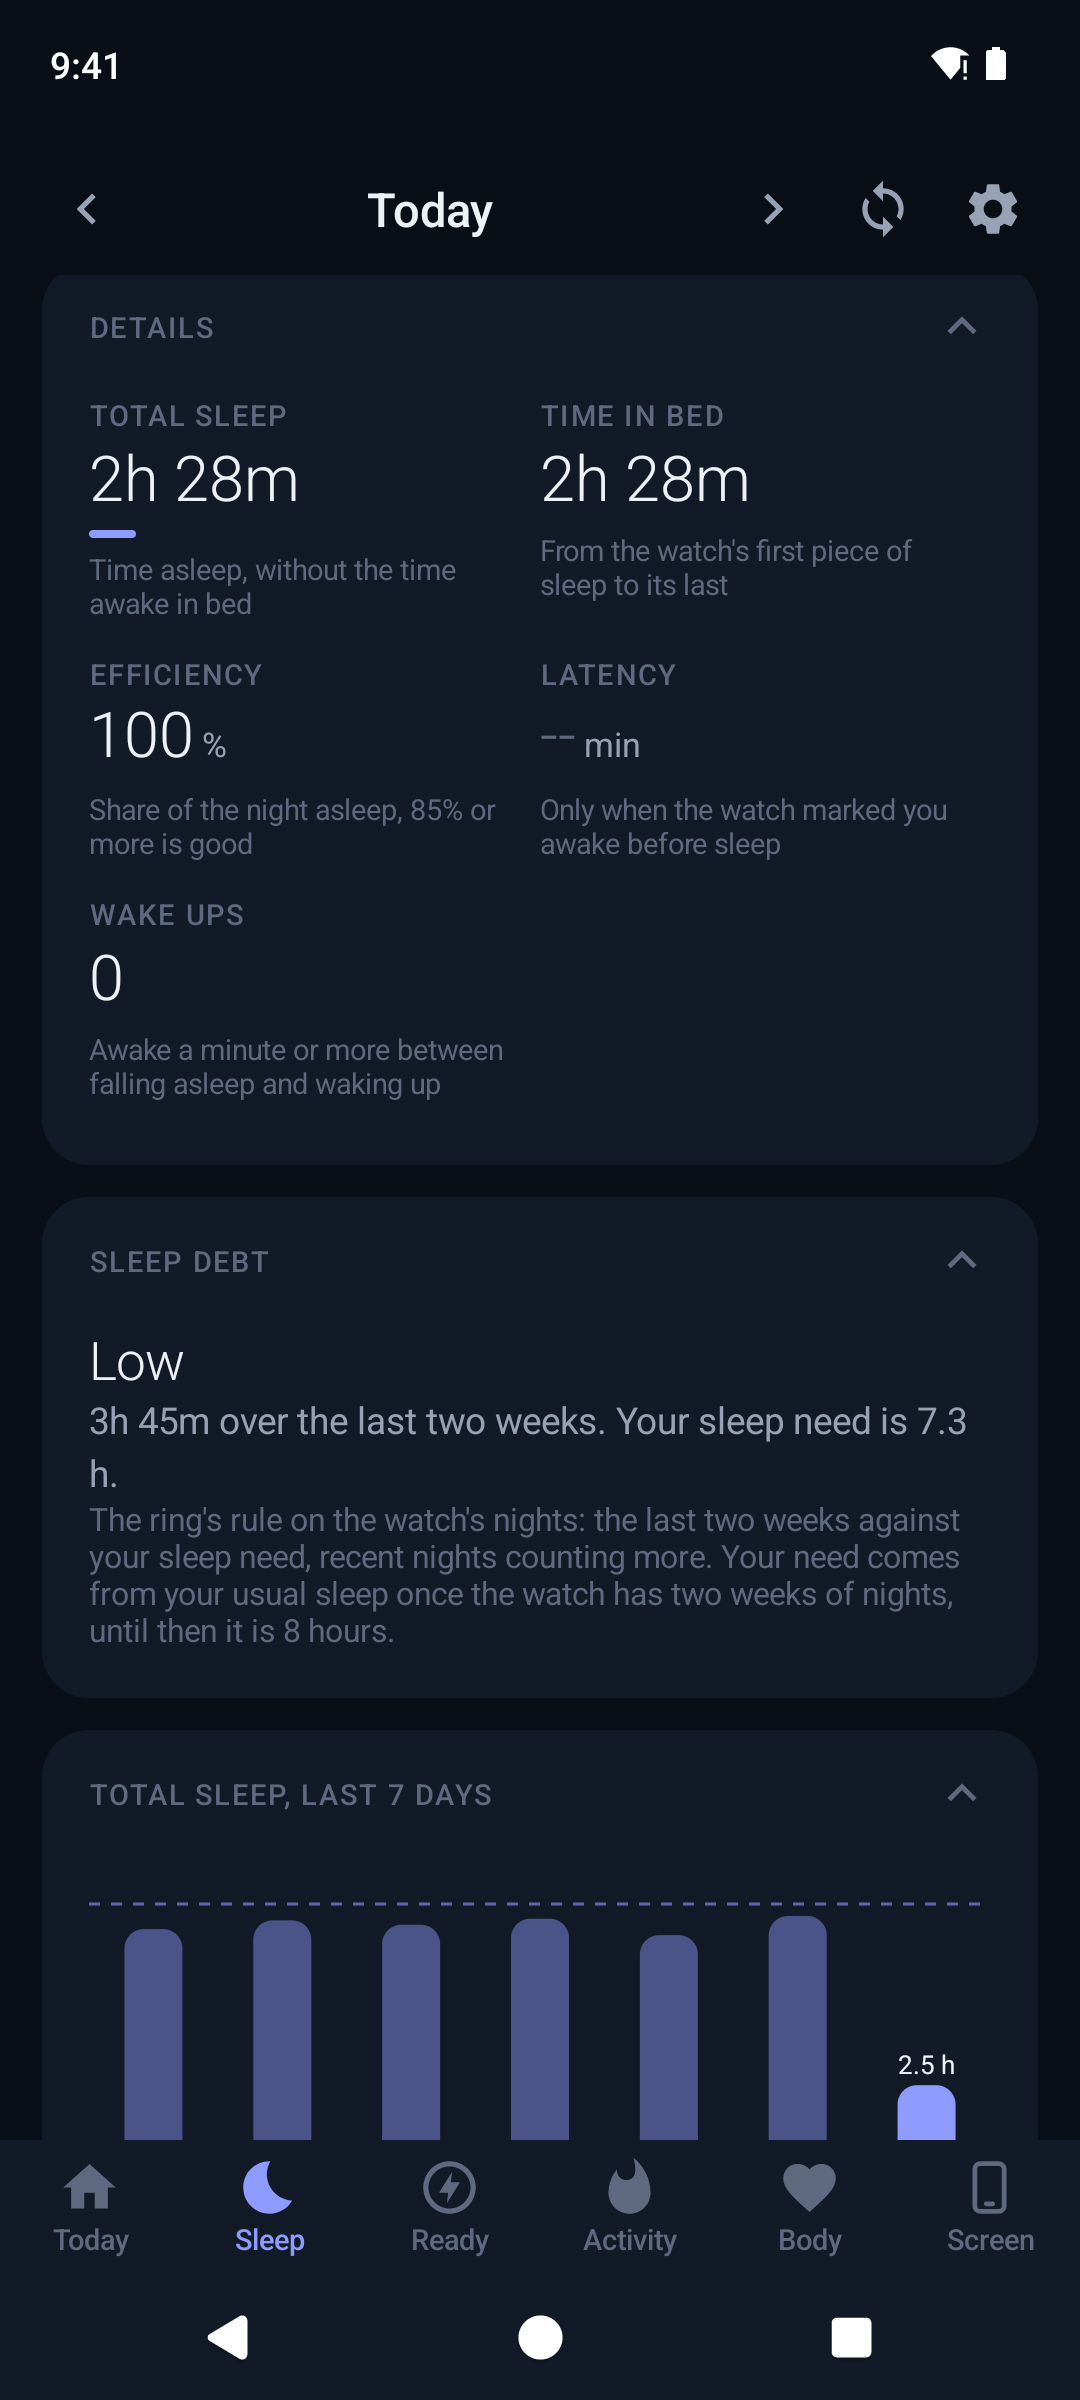 9:41
Today
DETAILS
TOTAL SLEEP
2h 28m
Time asleep, without the time
awake in bed
TIME IN BED
2h 28m
From the watch's first piece of
sleep to its last
EFFICIENCY
100 %
Share of the night asleep, 85% or
more is good
LATENCY
-- min
Only when the watch marked you
awake before sleep
WAKE UPS
0
Awake a minute or more between
falling asleep and waking up
SLEEP DEBT
Low
3h 45m over the last two weeks. Your sleep need is 7.3
h.
The ring's rule on the watch's nights: the last two weeks against
your sleep need, recent nights counting more. Your need comes
from your usual sleep once the watch has two weeks of nights,
until then it is 8 hours.
TOTAL SLEEP, LAST 7 DAYS
2.5 h
Today
Sleep
Ready
Activity
Body
Screen